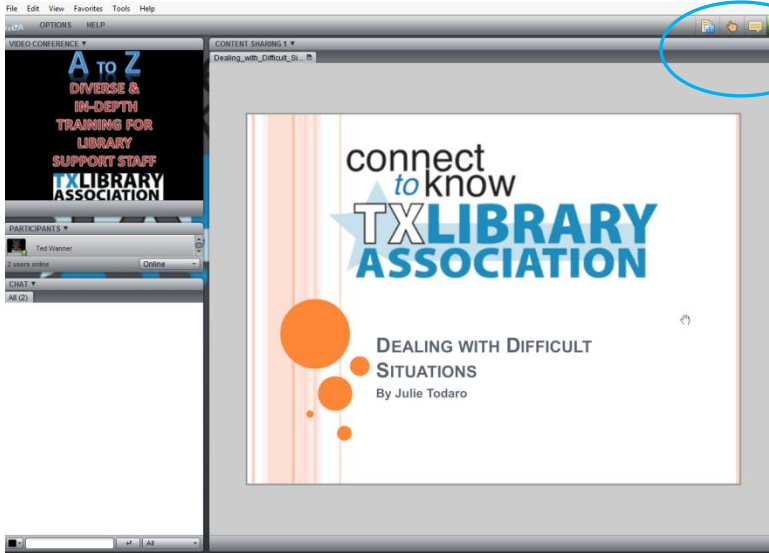 File Edit View Favorites Tools Help
OPTIONS HELP
VIDEO CONFERENCE
A TO Z
DIVERSE &
IN-DEPTH
TRAINING FOR
LIBRARY
SUPPORT STAFF
TXLIBRARY
ASSOCIATION
PARTICIPANTS
Ted Wanner
2 users online Online
CHAT
All (2)
All
CONTENT SHARING 1
Dealing_with_Difficult_Si...
connect
to know
TXLIBRARY
ASSOCIATION
DEALING WITH DIFFICULT
SITUATIONS
By Julie Todaro